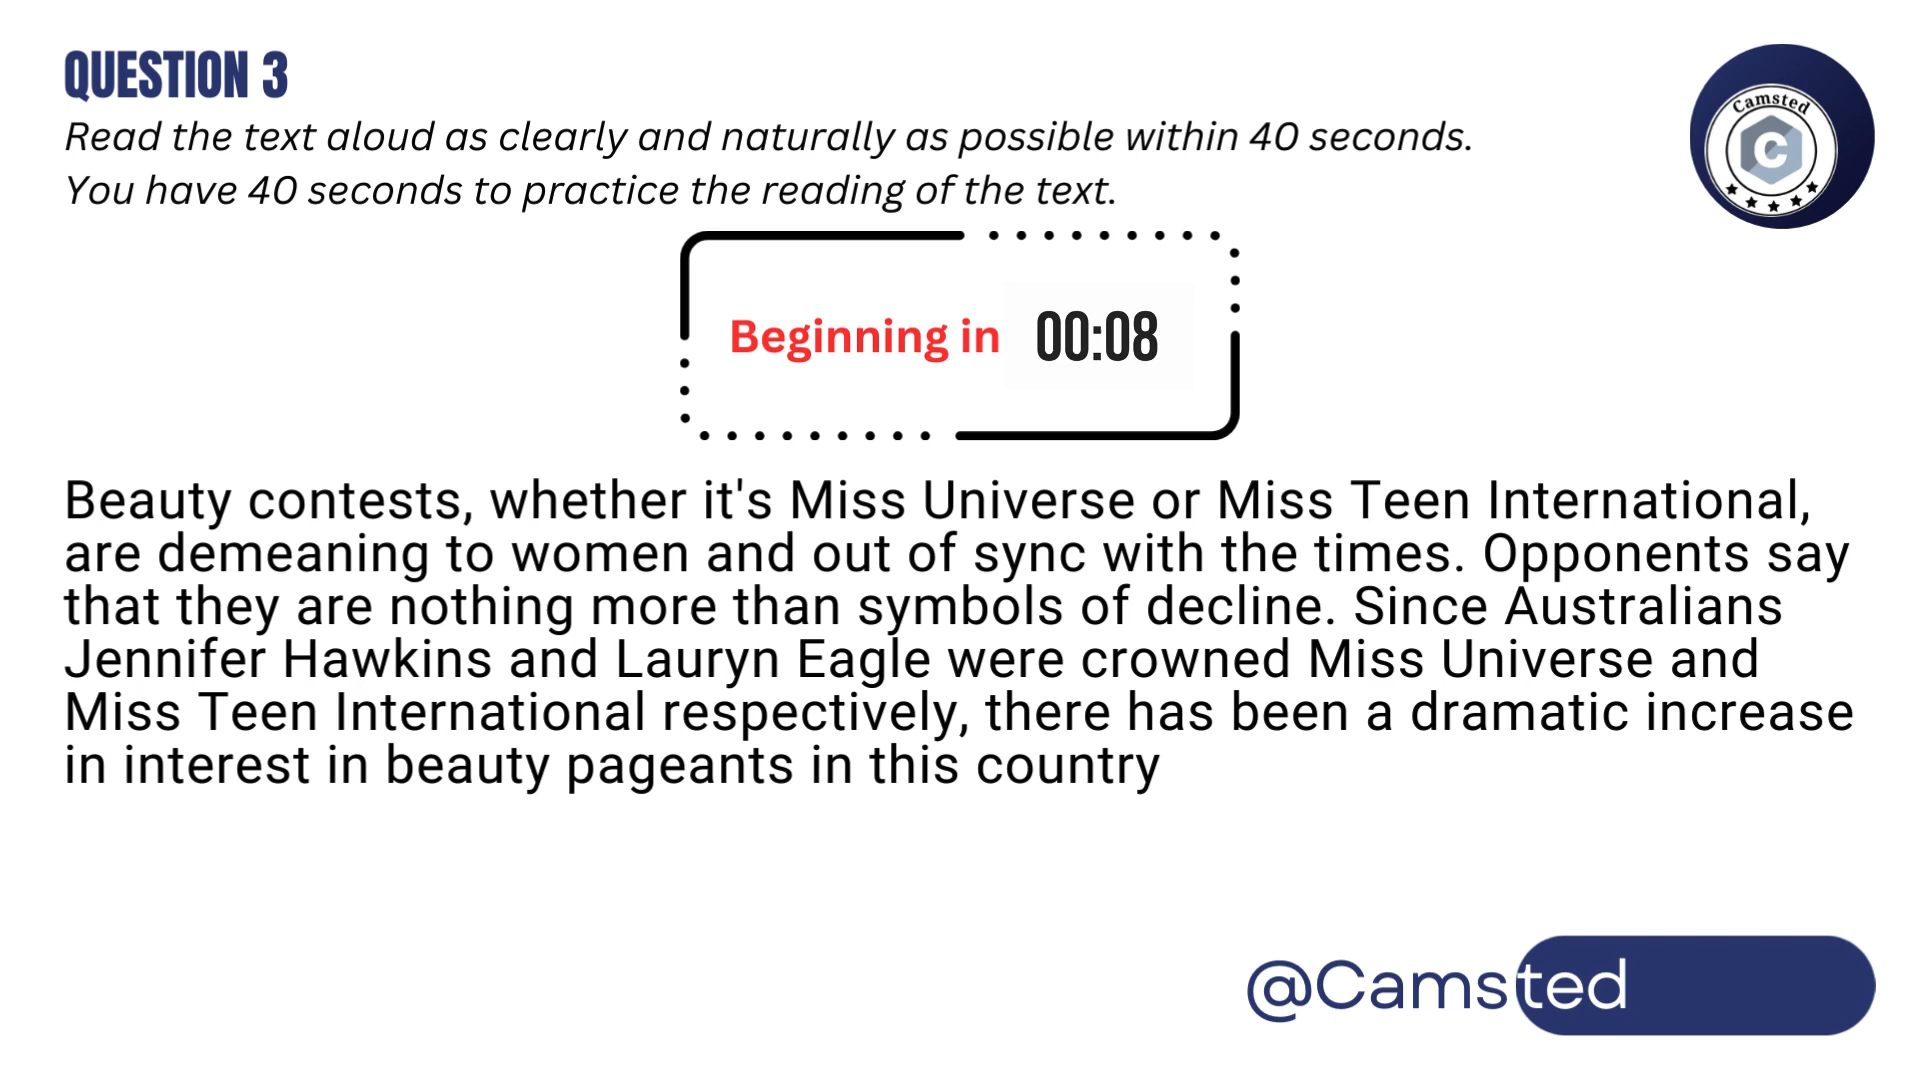 QUESTION 3
Read the text aloud as clearly and naturally as possible within 40 seconds.
You have 40 seconds to practice the reading of the text.
Camsted
C
Beginning in 00:08
Beauty contests, whether it's Miss Universe or Miss Teen International,
are demeaning to women and out of sync with the times. Opponents say
that they are nothing more than symbols of decline. Since Australians
Jennifer Hawkins and Lauryn Eagle were crowned Miss Universe and
Miss Teen International respectively, there has been a dramatic increase
in interest in beauty pageants in this country
@Camsted